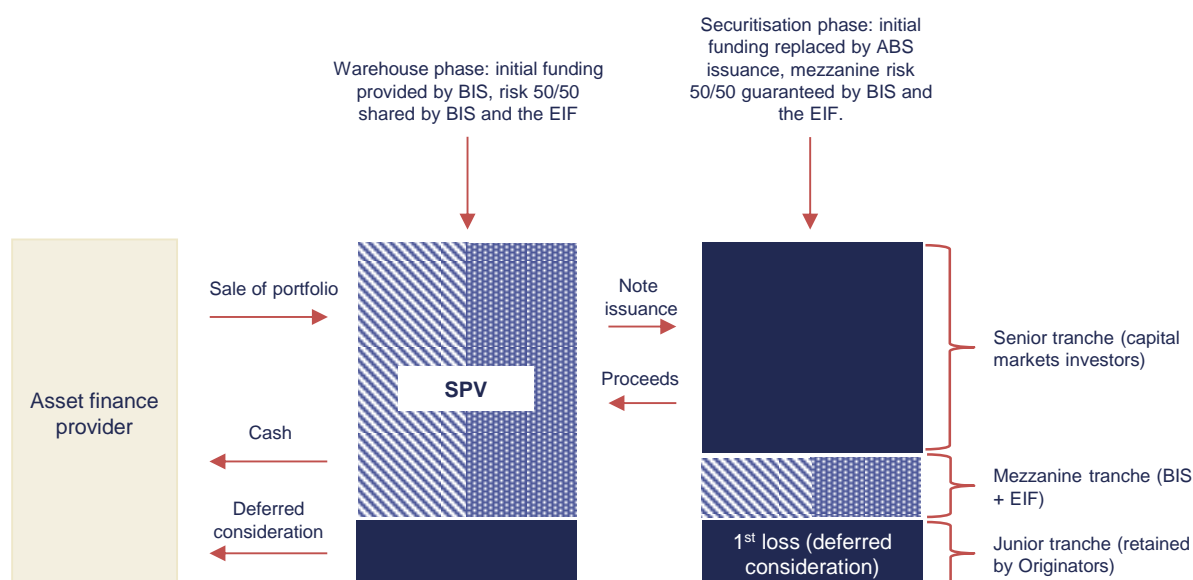 Securitisation phase: initial
funding replaced by ABS
issuance, mezzanine risk
50/50 guaranteed by BIS and
the EIF.
Warehouse phase: initial funding
provided by BIS, risk 50/50
shared by BIS and the EIF
Asset finance
provider
Sale of portfolio
Cash
Deferred
consideration
SPV
Note
issuance
Proceeds
1st loss (deferred
consideration)
Senior tranche (capital
markets investors)
Mezzanine tranche (BIS
+ EIF)
Junior tranche (retained
by Originators)